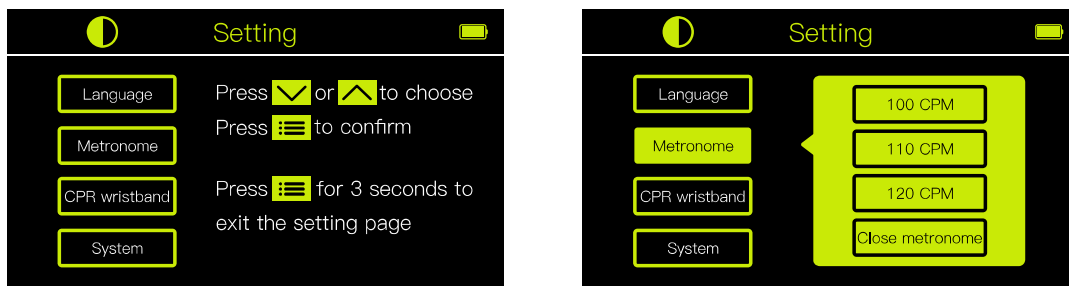 Setting
Language
Metronome
CPR wristband
System
Press or to choose
Press to confirm
Press for 3 seconds to
exit the setting page
Setting
Language
Metronome
CPR wristband
System
100 CPM
110 CPM
120 CPM
Close metronome